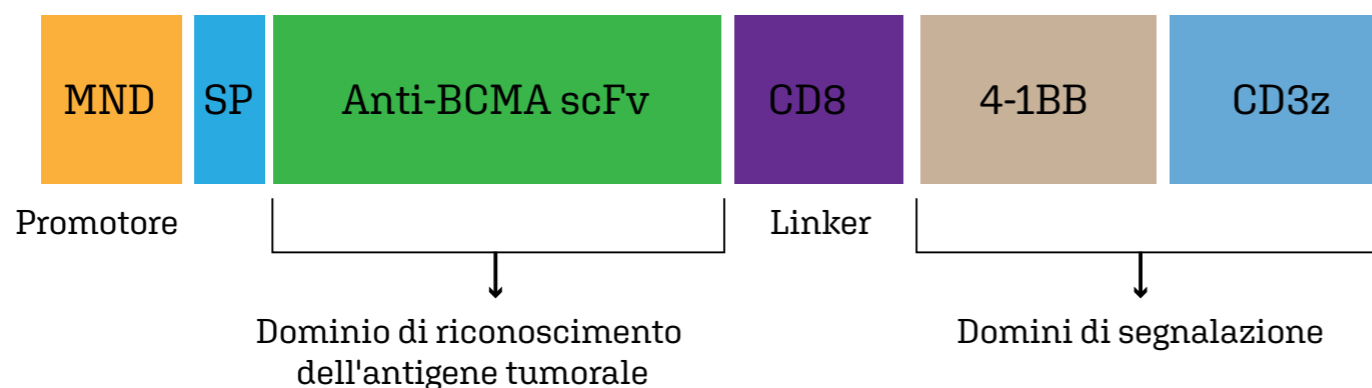 MND
SP
Anti-BCMA scFv
CD8
4-1BB
CD3z
Promotore
Linker
Dominio di riconoscimento
dell'antigene tumorale
Domini di segnalazione